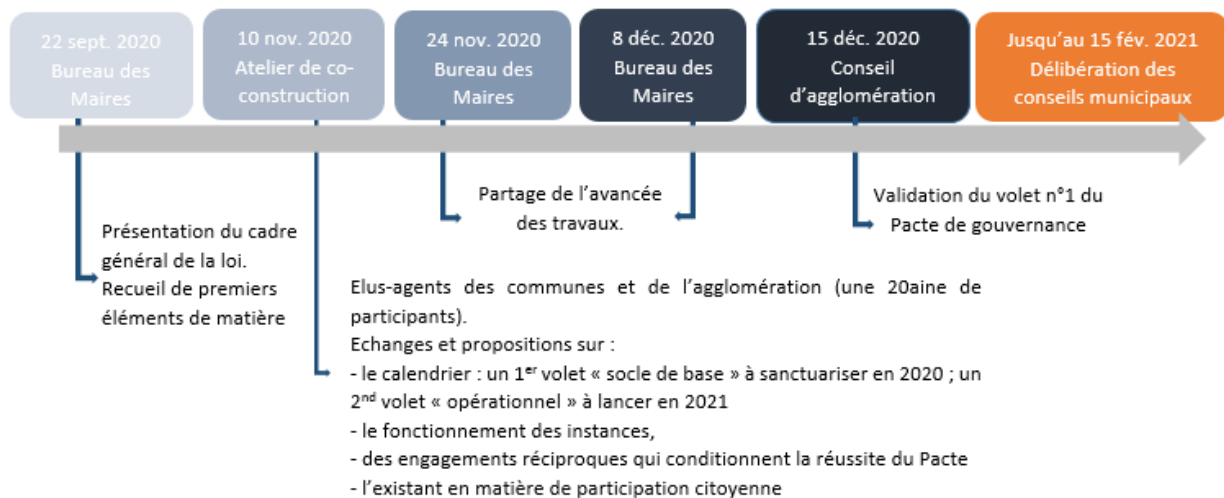 22 sept. 2020
Bureau des
Maires
10 nov. 2020
Atelier de co-
construction
24 nov. 2020
Bureau des
Maires
8 déc. 2020
Bureau des
Maires
15 déc. 2020
Conseil
d'agglomération
Jusqu'au 15 fév. 2021
Délibération des
conseils municipaux
Présentation du cadre
général de la loi.
Recueil de premiers
éléments de matière
Partage de l'avancée
des travaux.
Validation du volet n°1 du
Pacte de gouvernance
Elus-agents des communes et de l'agglomération (une 20aine de
participants).
Echanges et propositions sur :
- le calendrier : un 1er volet « socle de base » à sanctuariser en 2020 ; un
2nd volet « opérationnel » à lancer en 2021
- le fonctionnement des instances,
- des engagements réciproques qui conditionnent la réussite du Pacte
- l'existant en matière de participation citoyenne